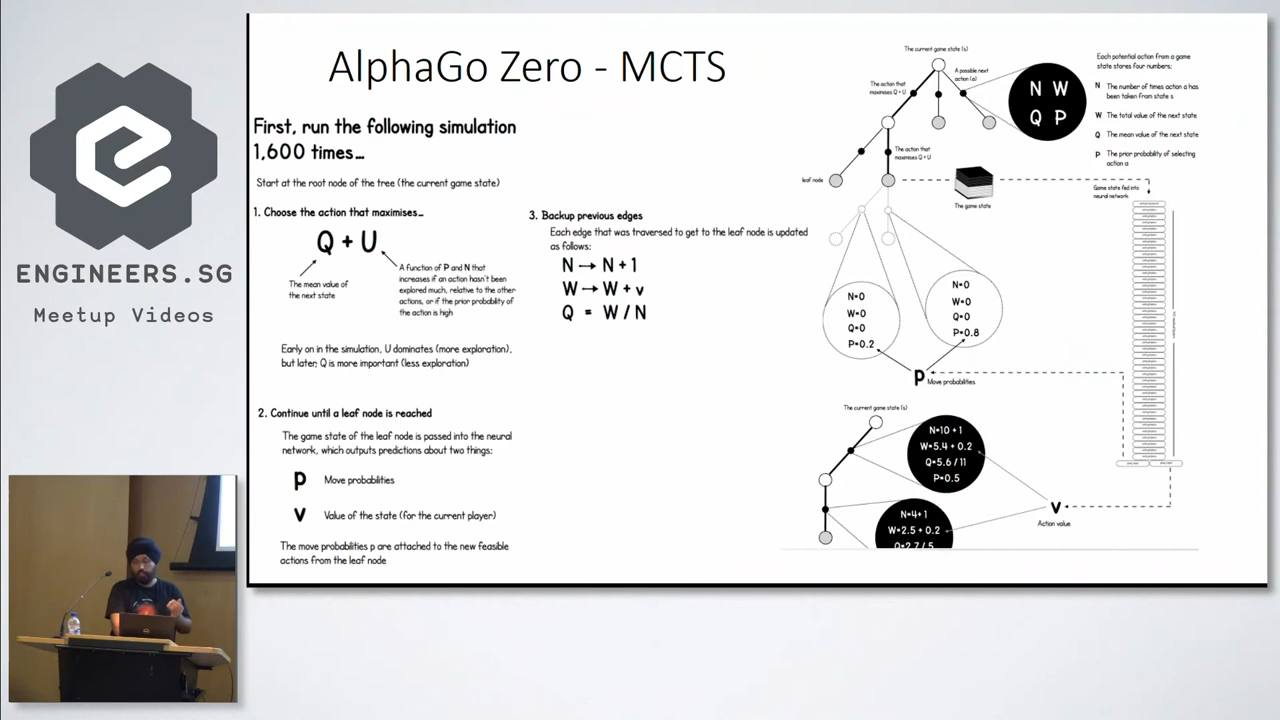 ENGINEERS SG
Meetup Videos
AlphaGo Zero - MCTS
First, run the following simulation
1,600 times...
Start at the root node of the tree (the current game state)
1. Choose the action that maximises...
Q + U
The mean value of
the next state
A function of P and N that
increases if an action hasn't been
explored much, relative to the other
actions, or if the prior probability of
the action is high
Early on in the simulation, U dominates (more exploration),
but later, Q is more important (less exploration)
2. Continue until a leaf node is reached
The game state of the leaf node is passed into the neural
network, which outputs predictions about two things:
p Move probabilities
v Value of the state (for the current player)
The move probabilities p are attached to the new feasible
actions from the leaf node
3. Backup previous edges
Each edge that was traversed to get to the leaf node is updated
as follows:
N → N + 1
W → W + v
Q = W / N
The current game state (s)
The action that
maximises Q + U
A possible next
action (a)
N W
Q P
Each potential action from a game
state stores four numbers:
N The number of times action a has
been taken from state s
W The total value of the next state
Q The mean value of the next state
P The prior probability of selecting
action a
The action that
maximises Q + U
leaf node
The game state
Game state fed into
neural network
N=0
W=0
Q=0
P=0.2
N=0
W=0
Q=0
P=0.8
p Move probabilities
The current game state (s)
N=10 + 1
W=5.4 + 0.2
Q=5.6 / 11
P=0.5
N=4+ 1
W=2.5 + 0.2
Q=2.7 / 5
v
Action value